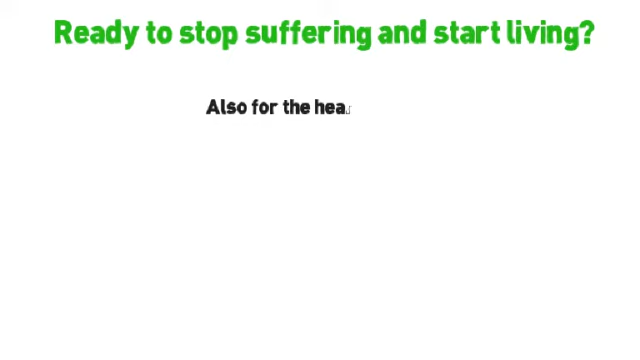 Ready to stop suffering and start living?
Also for the hea